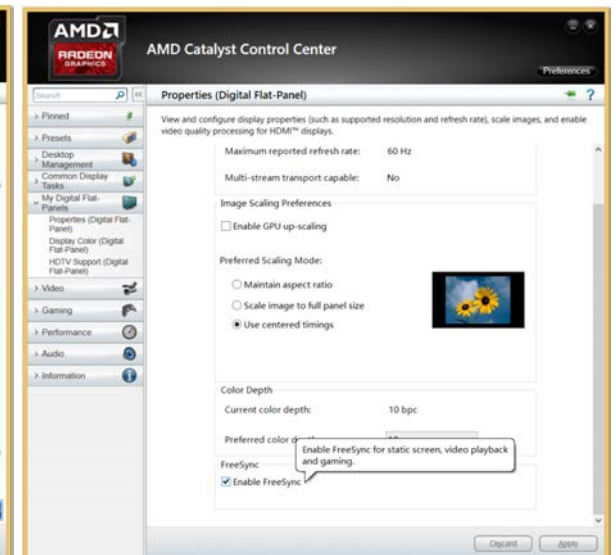 AMD
RADEON
GRAPHICS
AMD Catalyst Control Center
Preferences
Search
Properties (Digital Flat-Panel)
View and configure display properties (such as supported resolution and refresh rate), scale images, and enable
video quality processing for HDMI™ displays.
Pinned
Presets
Desktop
Management
Common Display
Tasks
My Digital Flat-
Panels
Properties (Digital Flat-
Panel)
Display Color (Digital
Flat-Panel)
HDTV Support (Digital
Flat-Panel)
Video
Gaming
Performance
Audio
Information
Maximum reported refresh rate: 60 Hz
Multi-stream transport capable: No
Image Scaling Preferences
Enable GPU up-scaling
Preferred Scaling Mode:
Maintain aspect ratio
Scale image to full panel size
Use centered timings
Color Depth
Current color depth: 10 bpc
Preferred color
Enable FreeSync for static screen, video playback
and gaming.
FreeSync
Enable FreeSync
Discard Apply